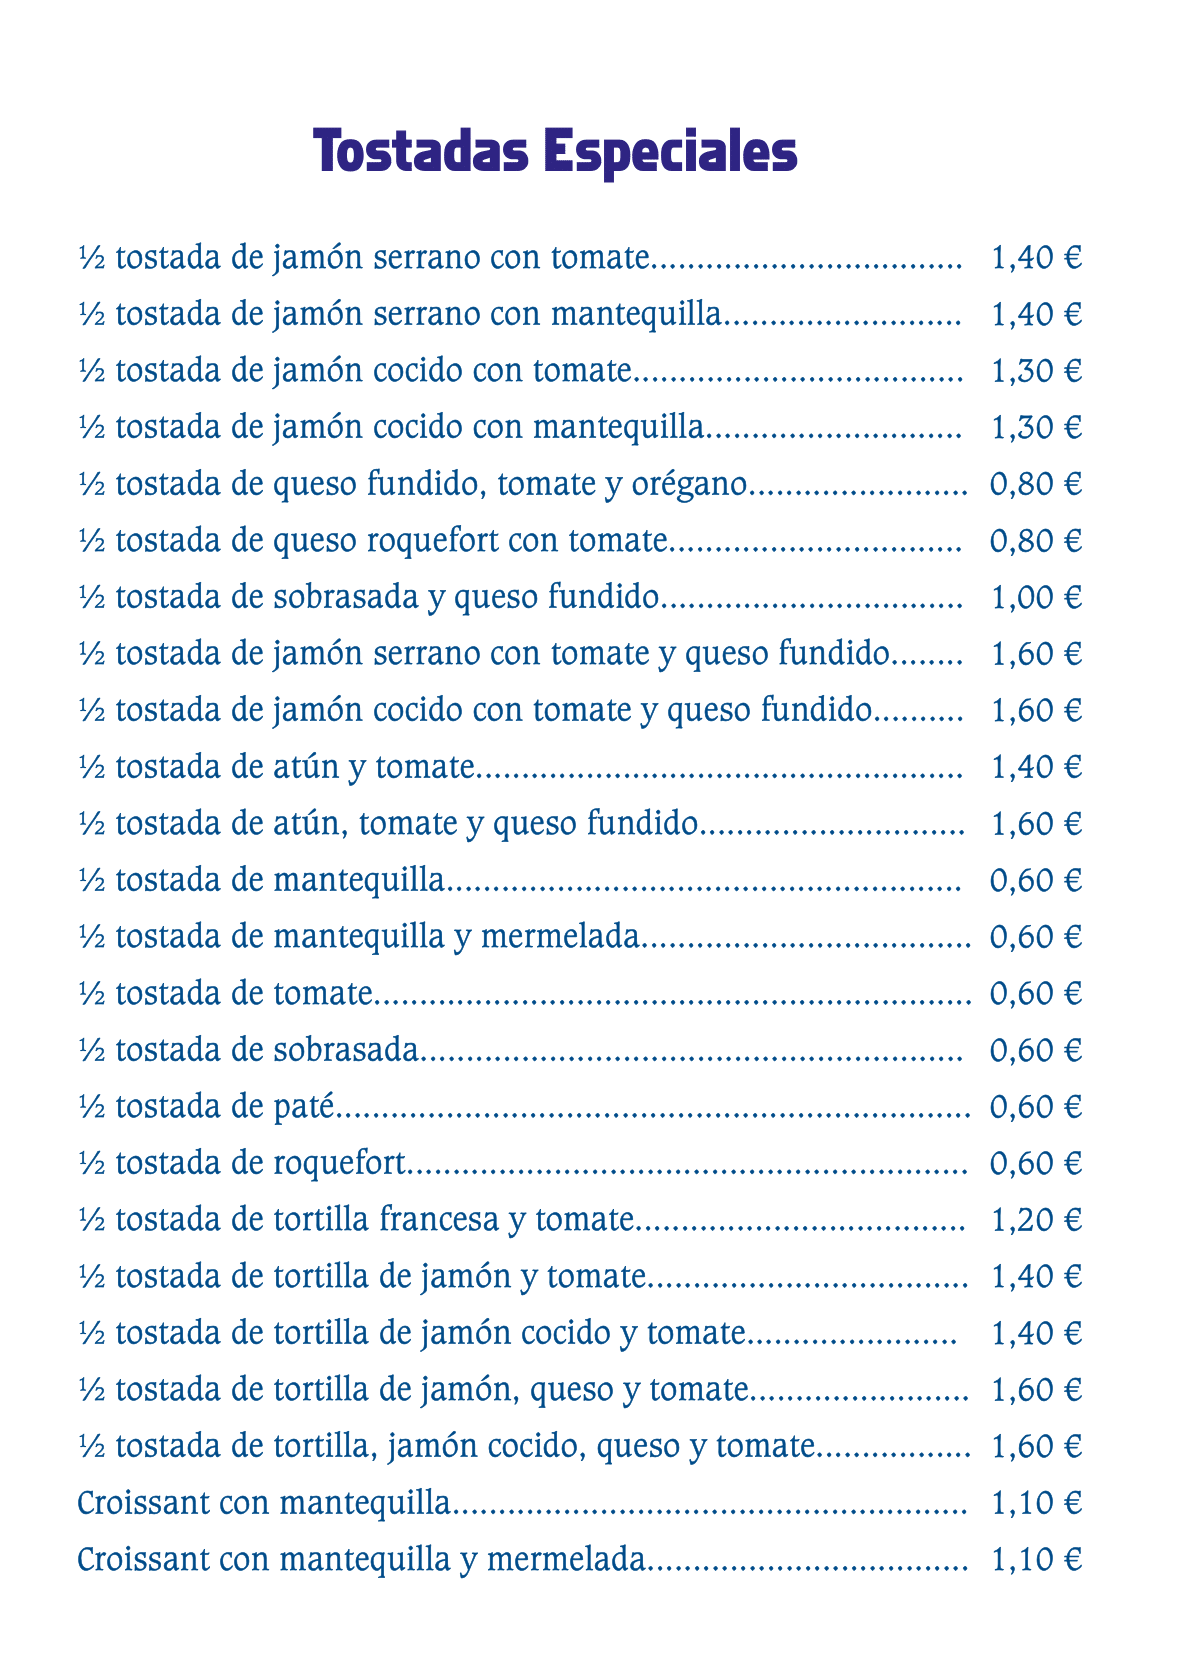 Tostadas Especiales
½ tostada de jamón serrano con tomate.................................. 1,40 €
½ tostada de jamón serrano con mantequilla.......................... 1,40 €
½ tostada de jamón cocido con tomate.................................... 1,30 €
½ tostada de jamón cocido con mantequilla............................ 1,30 €
½ tostada de queso fundido, tomate y orégano........................ 0,80 €
½ tostada de queso roquefort con tomate................................ 0,80 €
½ tostada de sobrasada y queso fundido................................. 1,00 €
½ tostada de jamón serrano con tomate y queso fundido........ 1,60 €
½ tostada de jamón cocido con tomate y queso fundido.......... 1,60 €
½ tostada de atún y tomate..................................................... 1,40 €
½ tostada de atún, tomate y queso fundido............................. 1,60 €
½ tostada de mantequilla........................................................ 0,60 €
½ tostada de mantequilla y mermelada.................................... 0,60 €
½ tostada de tomate................................................................. 0,60 €
½ tostada de sobrasada........................................................... 0,60 €
½ tostada de paté..................................................................... 0,60 €
½ tostada de roquefort............................................................. 0,60 €
½ tostada de tortilla francesa y tomate.................................... 1,20 €
½ tostada de tortilla de jamón y tomate................................... 1,40 €
½ tostada de tortilla de jamón cocido y tomate....................... 1,40 €
½ tostada de tortilla de jamón, queso y tomate........................ 1,60 €
½ tostada de tortilla, jamón cocido, queso y tomate................. 1,60 €
Croissant con mantequilla........................................................ 1,10 €
Croissant con mantequilla y mermelada................................... 1,10 €